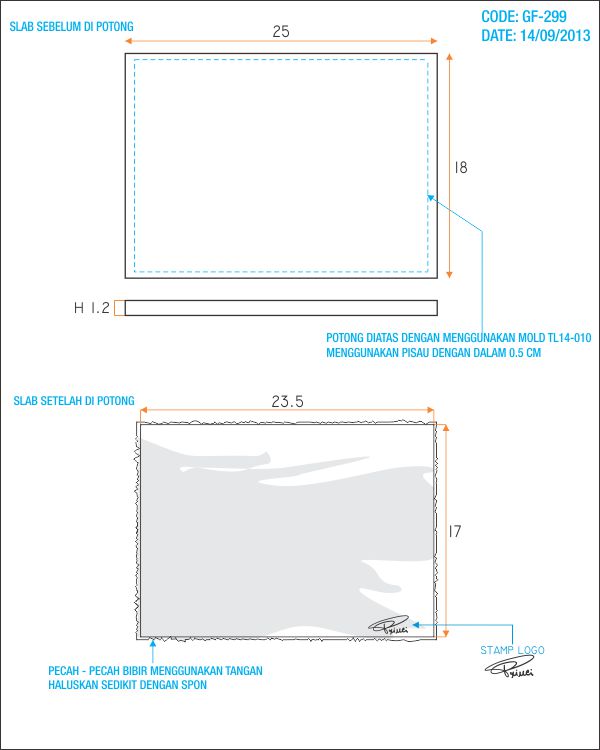 SLAB SEBELUM DI POTONG
CODE: GF-299
DATE: 14/09/2013
25
18
H 1.2
POTONG DIATAS DENGAN MENGGUNAKAN MOLD TL14-010
MENGGUNAKAN PISAU DENGAN DALAM 0.5 CM
SLAB SETELAH DI POTONG
23.5
17
STAMP LOGO
PECAH - PECAH BIBIR MENGGUNAKAN TANGAN
HALUSKAN SEDIKIT DENGAN SPON